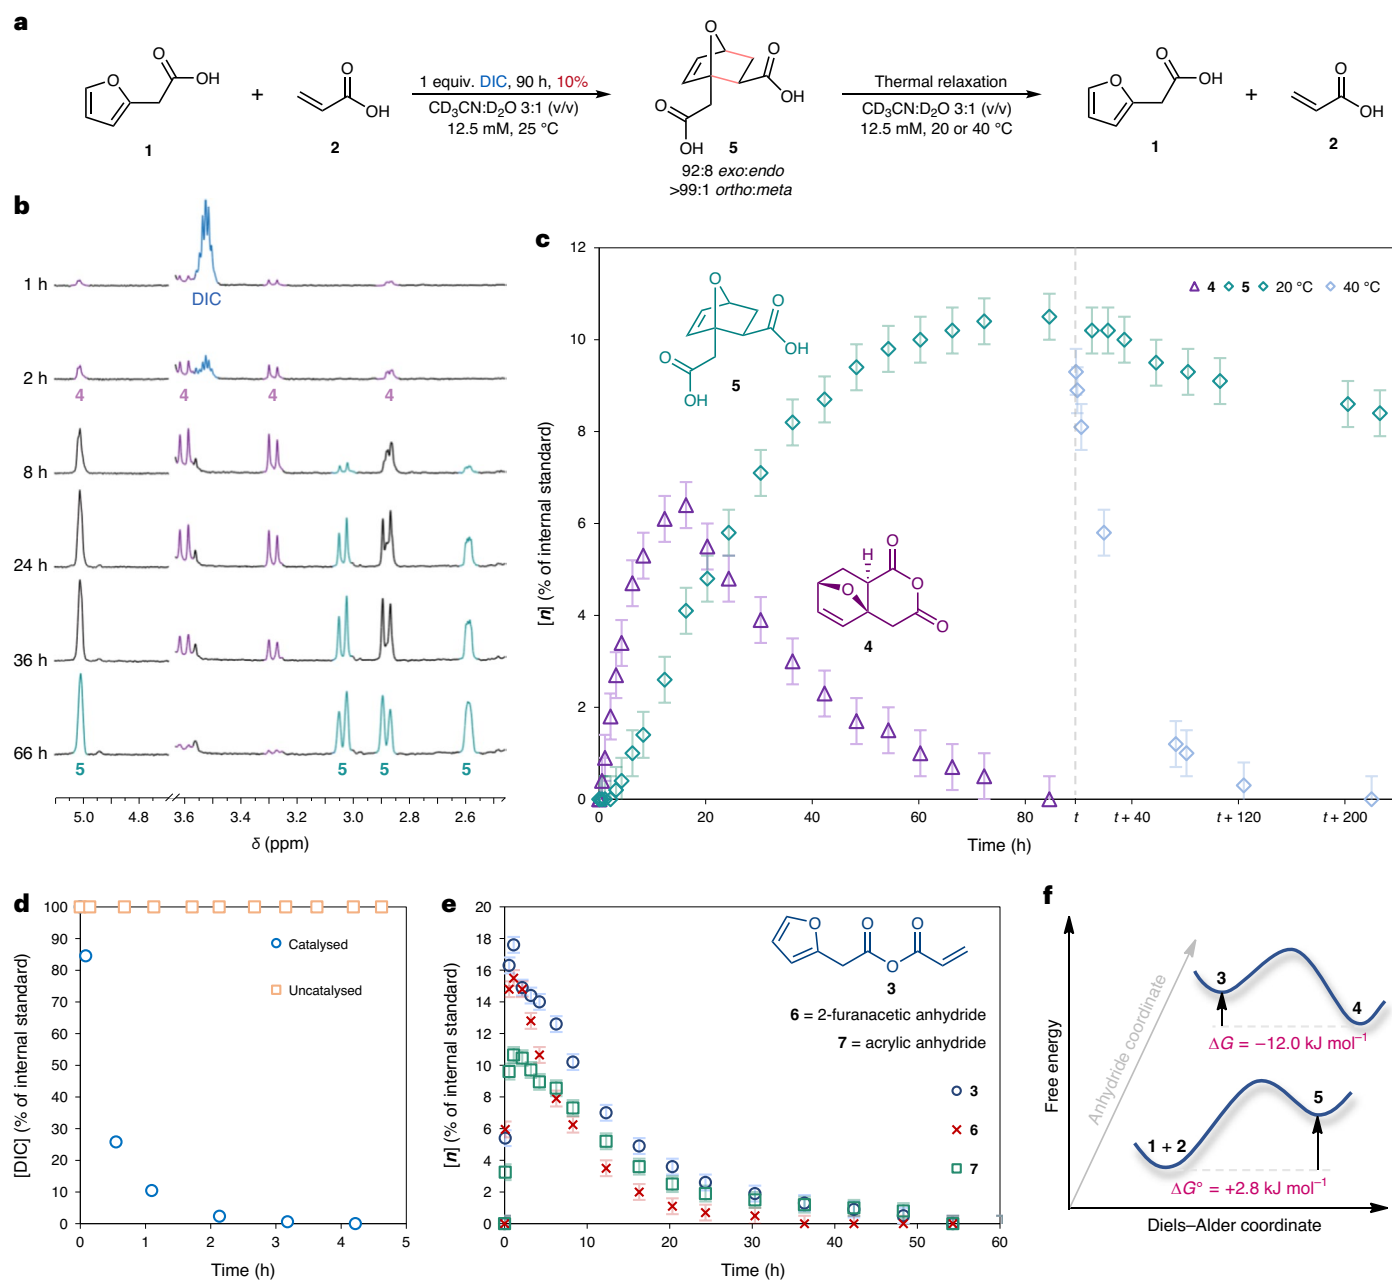 a
O
OH
O
1
+
O
OH
2
1 equiv. DIC, 90 h, 10%
CD₃CN:D₂O 3:1 (v/v)
12.5 mM, 25 °C
O
O
OH
O
OH
5
92:8 exo:endo
>99:1 ortho:meta
Thermal relaxation
CD₃CN:D₂O 3:1 (v/v)
12.5 mM, 20 or 40 °C
O
OH
O
1
+
O
OH
2
b
1 h
DIC
2 h
4 4 4 4
8 h
24 h
36 h
66 h
5 5 5 5
5.0 4.8 3.6 3.4 3.2 3.0 2.8 2.6
δ (ppm)
c
12
10
8
6
4
2
0
[n] (% of internal standard)
0 20 40 60 80 t t + 40 t + 120 t + 200
Time (h)
4 5 20 °C 40 °C
O
O
OH
O
OH
5
H
O
O
O
O
4
d
100
90
80
70
60
50
40
30
20
10
0
[DIC] (% of internal standard)
Catalysed
Uncatalysed
0 1 2 3 4 5
Time (h)
e
20
18
16
14
12
10
8
6
4
2
0
[n] (% of internal standard)
O
O
O
O
3
6 = 2-furanacetic anhydride
7 = acrylic anhydride
3
6
7
0 10 20 30 40 50 60
Time (h)
f
Free energy
Anhydride coordinate
3
4
ΔG = −12.0 kJ mol⁻¹
1 + 2
5
ΔG° = +2.8 kJ mol⁻¹
Diels–Alder coordinate